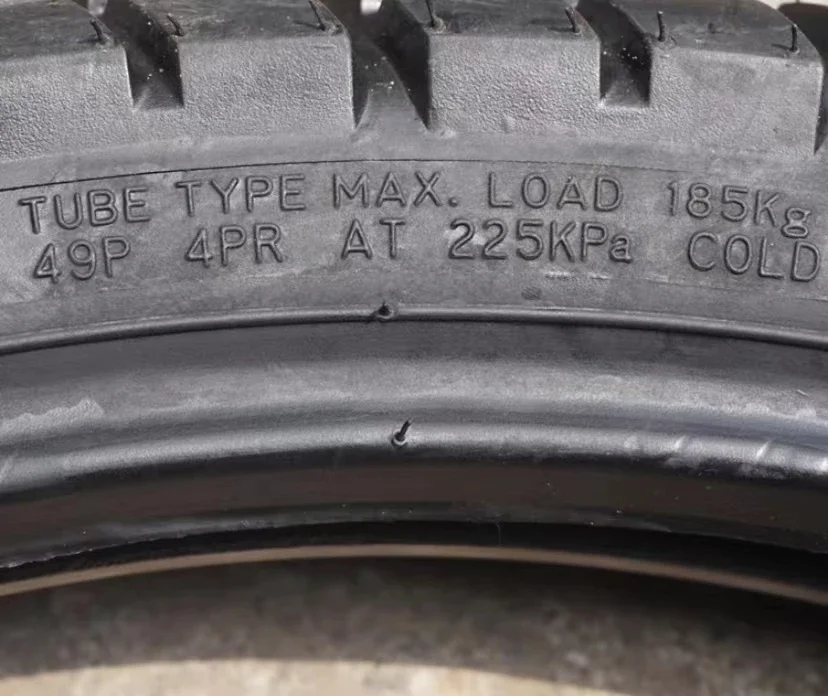 TUBE TYPE MAX. LOAD 185Kg
49P 4PR AT 225KPa COLD